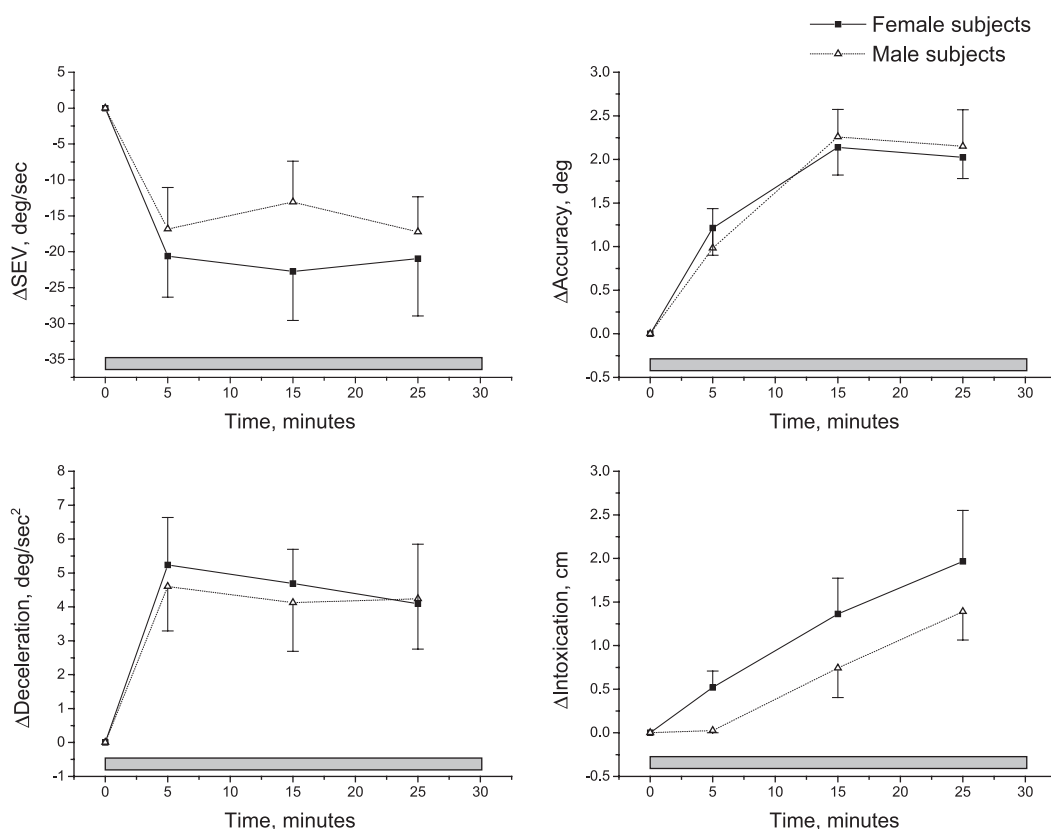 Female subjects
Male subjects
5
0
-5
-10
-15
-20
-25
-30
-35
ΔSEV, deg/sec
0 5 10 15 20 25 30
Time, minutes
3.0
2.5
2.0
1.5
1.0
0.5
0.0
-0.5
ΔAccuracy, deg
0 5 10 15 20 25 30
Time, minutes
8
7
6
5
4
3
2
1
0
-1
ΔDeceleration, deg/sec²
0 5 10 15 20 25 30
Time, minutes
3.0
2.5
2.0
1.5
1.0
0.5
0.0
-0.5
ΔIntoxication, cm
0 5 10 15 20 25 30
Time, minutes